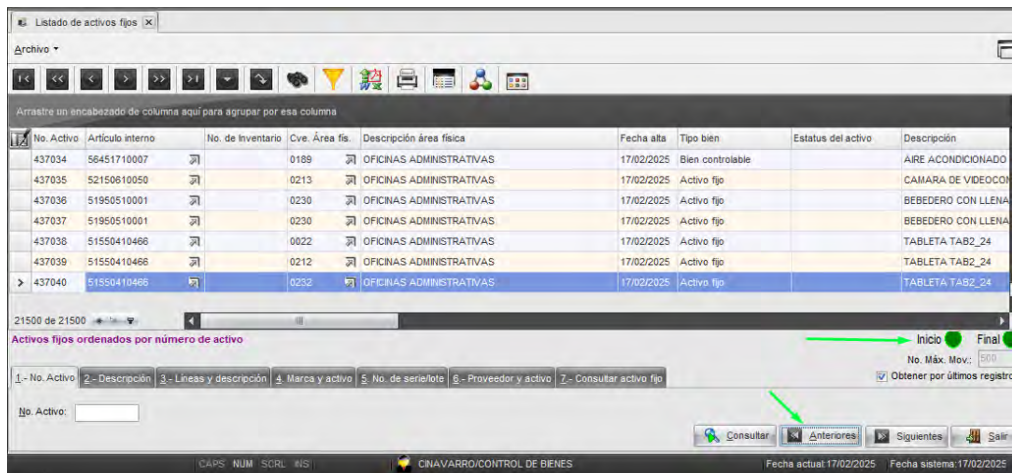 Listado de activos fijos
Archivo
Arrastre un encabezado de columna aquí para agrupar por esa columna
No. Activo Artículo interno No. de Inventario Cve. Área fís. Descripción área física Fecha alta Tipo bien Estatus del activo Descripción
437034 56451710007 0189 OFICINAS ADMINISTRATIVAS 17/02/2025 Bien controlable AIRE ACONDICIONADO
437035 52150610050 0213 OFICINAS ADMINISTRATIVAS 17/02/2025 Activo fijo CAMARA DE VIDEOCON
437036 51950510001 0230 OFICINAS ADMINISTRATIVAS 17/02/2025 Activo fijo BEBEDERO CON LLENA
437037 51950510001 0230 OFICINAS ADMINISTRATIVAS 17/02/2025 Activo fijo BEBEDERO CON LLENA
437038 51550410466 0022 OFICINAS ADMINISTRATIVAS 17/02/2025 Activo fijo TABLETA TAB2_24
437039 51550410466 0212 OFICINAS ADMINISTRATIVAS 17/02/2025 Activo fijo TABLETA TAB2_24
437040 51550410466 0232 OFICINAS ADMINISTRATIVAS 17/02/2025 Activo fijo TABLETA TAB2_24
21500 de 21500
Activos fijos ordenados por número de activo Inicio Final
No. Máx. Mov.: 500
1.- No. Activo 2.- Descripción 3.- Líneas y descripción 4. Marca y activo 5. No. de serie/lote 6.- Proveedor y activo 7.- Consultar activo fijo Obtener por últimos registro
No. Activo:
Consultar Anteriores Siguientes Salir
CAPS NUM SCRL INS CINAVARRO/CONTROL DE BIENES Fecha actual:17/02/2025 Fecha sistema:17/02/2025